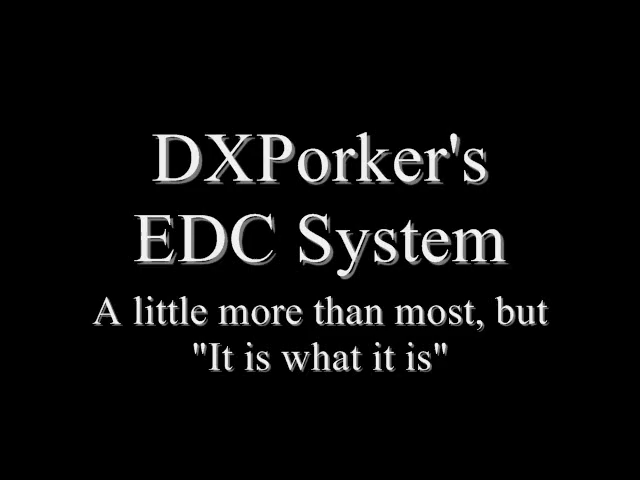 DXPorker's
EDC System
A little more than most, but
"It is what it is"